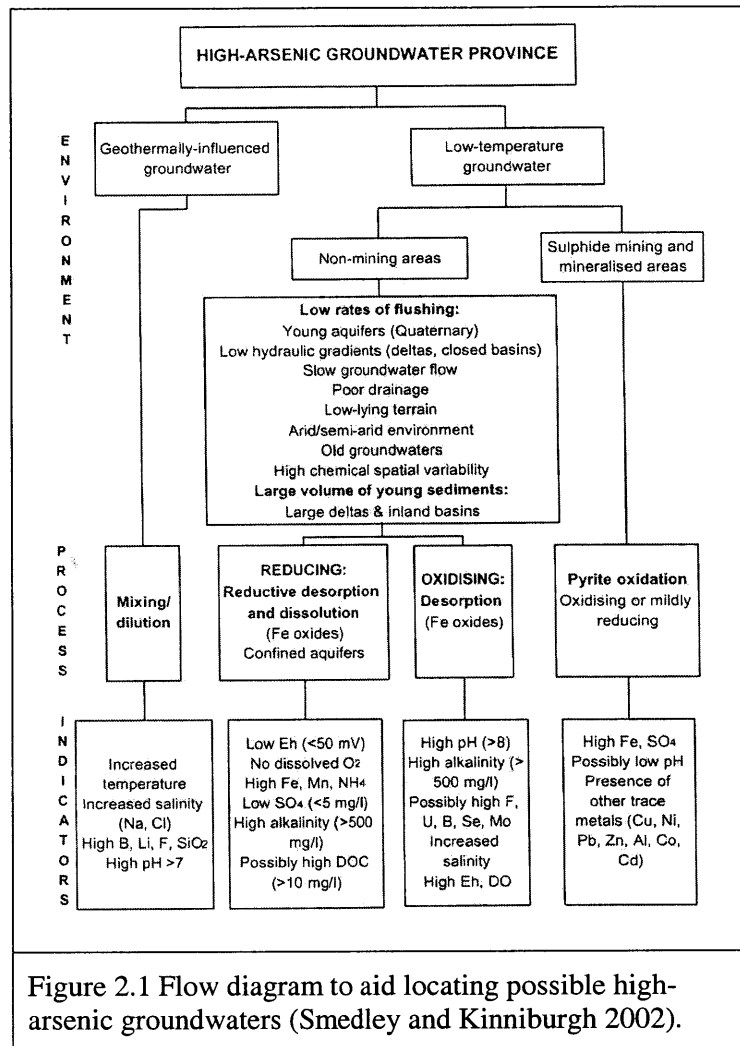 HIGH-ARSENIC GROUNDWATER PROVINCE
ENVIRONMENT
Geothermally-influenced
groundwater
Low-temperature
groundwater
Non-mining areas
Sulphide mining and
mineralised areas
Low rates of flushing:
Young aquifers (Quaternary)
Low hydraulic gradients (deltas, closed basins)
Slow groundwater flow
Poor drainage
Low-lying terrain
Arid/semi-arid environment
Old groundwaters
High chemical spatial variability
Large volume of young sediments:
Large deltas & inland basins
PROCESS
Mixing/
dilution
REDUCING:
Reductive desorption
and dissolution
(Fe oxides)
Confined aquifers
OXIDISING:
Desorption
(Fe oxides)
Pyrite oxidation
Oxidising or mildly
reducing
INDICATORS
Increased
temperature
Increased salinity
(Na, Cl)
High B, Li, F, SiO2
High pH >7
Low Eh (<50 mV)
No dissolved O2
High Fe, Mn, NH4
Low SO4 (<5 mg/l)
High alkalinity (>500
mg/l)
Possibly high DOC
(>10 mg/l)
High pH (>8)
High alkalinity (>
500 mg/l)
Possibly high F,
U, B, Se, Mo
Increased
salinity
High Eh, DO
High Fe, SO4
Possibly low pH
Presence of
other trace
metals (Cu, Ni,
Pb, Zn, Al, Co,
Cd)
Figure 2.1 Flow diagram to aid locating possible high-
arsenic groundwaters (Smedley and Kinniburgh 2002).